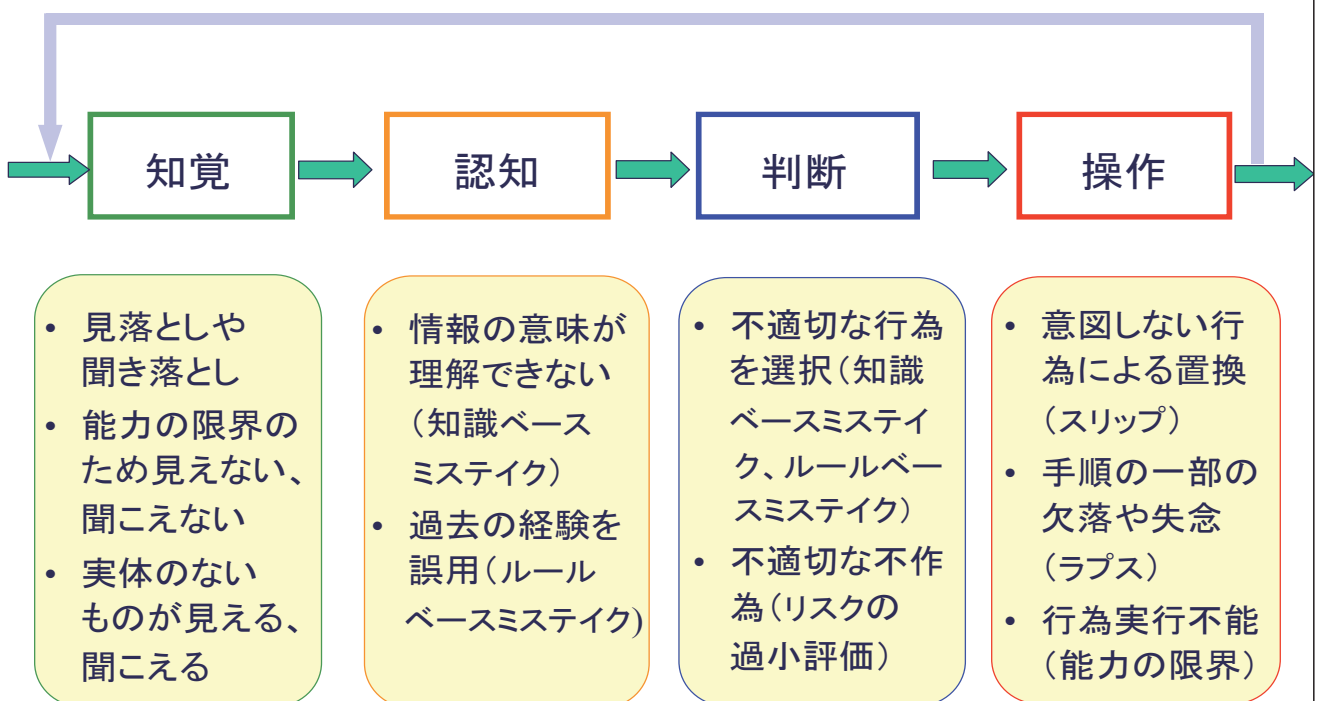 知覚
認知
判断
操作
• 見落としや
聞き落とし
• 能力の限界の
ため見えない、
聞こえない
• 実体のない
ものが見える、
聞こえる
• 情報の意味が
理解できない
（知識ベース
ミステイク）
• 過去の経験を
誤用（ルール
ベースミステイク)
• 不適切な行為
を選択（知識
ベースミステイ
ク、ルールベー
スミステイク）
• 不適切な不作
為（リスクの
過小評価）
• 意図しない行
為による置換
（スリップ）
• 手順の一部の
欠落や失念
（ラプス）
• 行為実行不能
（能力の限界）